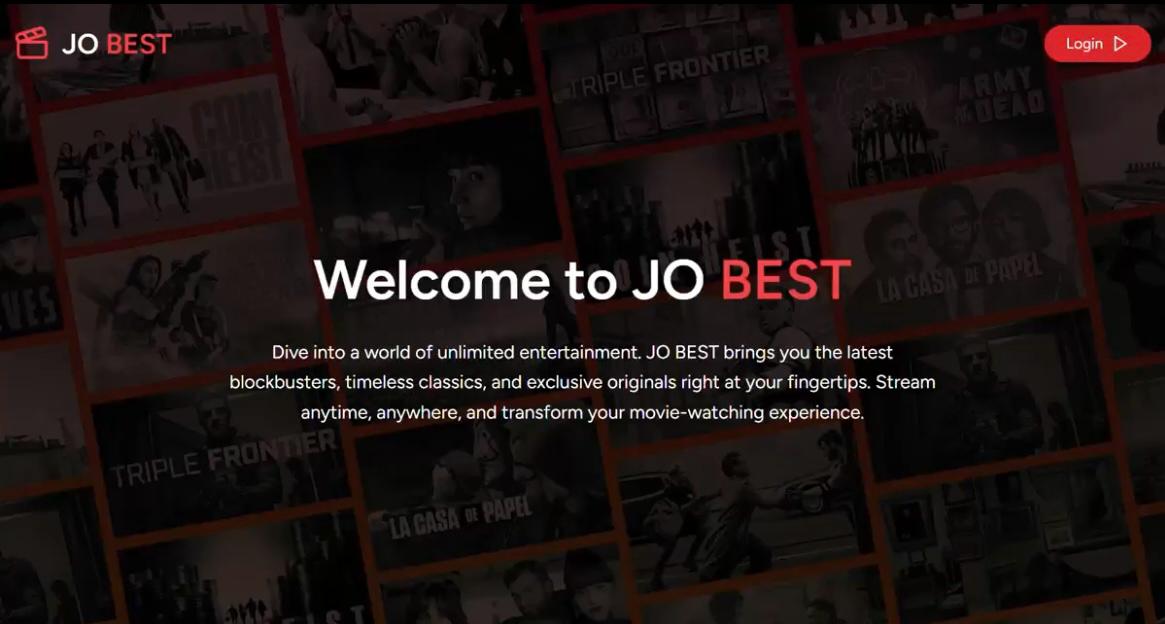 JO BEST
Login
TRIPLE FRONTIER
ARMY
OF THE DEAD
COIN
HEIST
Welcome to JO BEST
LA CASA DE PAPEL
Dive into a world of unlimited entertainment. JO BEST brings you the latest
blockbusters, timeless classics, and exclusive originals right at your fingertips. Stream
anytime, anywhere, and transform your movie-watching experience.
TRIPLE FRONTIER
LA CASA DE PAPEL